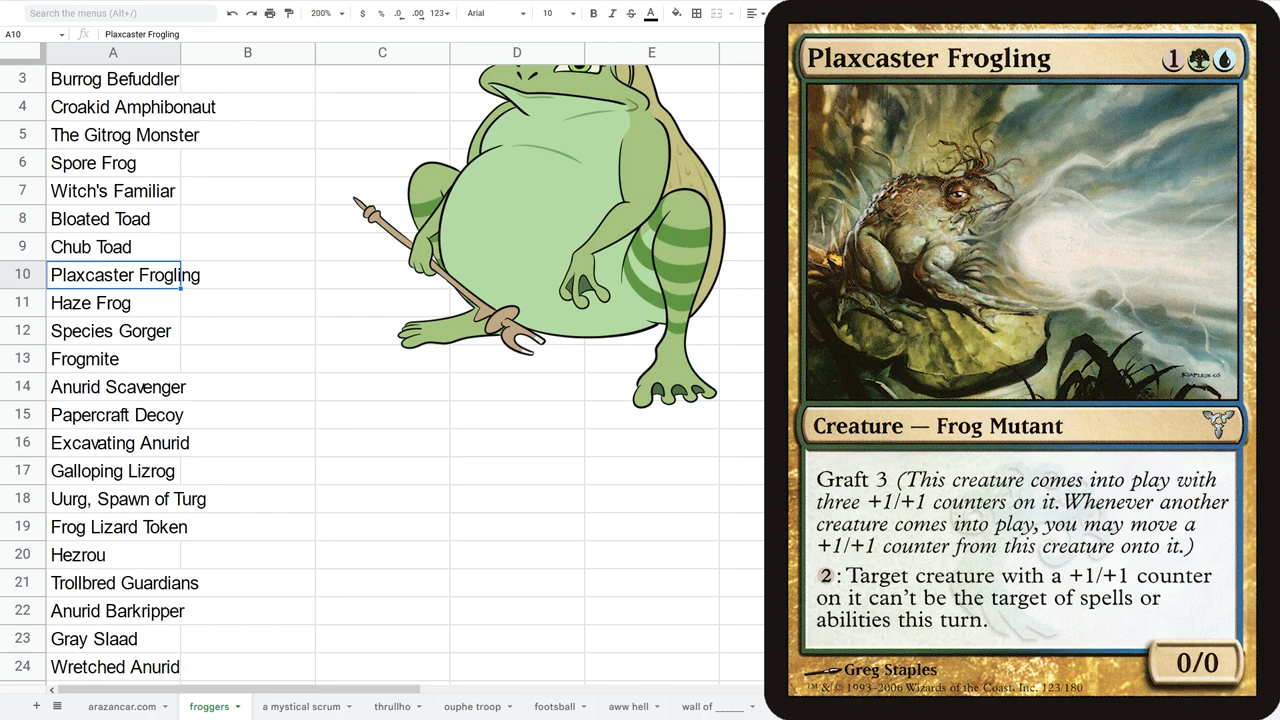 Search the menus (Alt+/)
200%
$
%
.0
.00
123
Arial
10
B
I
A
A10
B
C
D
E
3 Burrog Befuddler
4 Croakid Amphibonaut
5 The Gitrog Monster
6 Spore Frog
7 Witch's Familiar
8 Bloated Toad
9 Chub Toad
10 Plaxcaster Frogling
11 Haze Frog
12 Species Gorger
13 Frogmite
14 Anurid Scavenger
15 Papercraft Decoy
16 Excavating Anurid
17 Galloping Lizrog
18 Uurg, Spawn of Turg
19 Frog Lizard Token
20 Hezrou
21 Trollbred Guardians
22 Anurid Barkripper
23 Gray Slaad
24 Wretched Anurid
froggers
thrullho
ouphe troop
footsball
aww hell
wall of ______
Plaxcaster Frogling 1
Creature — Frog Mutant
Graft 3 (This creature comes into play with
three +1/+1 counters on it.Whenever another
creature comes into play, you may move a
+1/+1 counter from this creature onto it.)
2: Target creature with a +1/+1 counter
on it can't be the target of spells or
abilities this turn.
0/0
Greg Staples
™ & © 1993–2006 Wizards of the Coast, Inc. 123/180